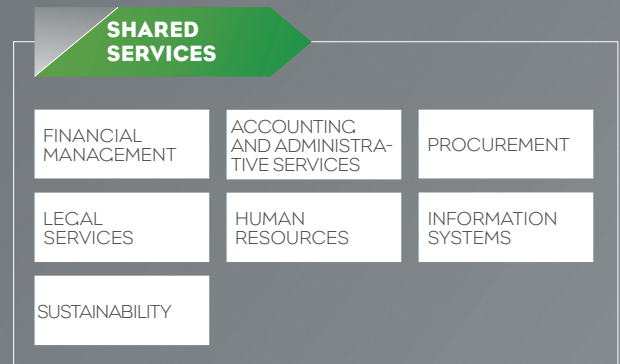 SHARED
SERVICES
FINANCIAL
MANAGEMENT
ACCOUNTING
AND ADMINISTRA-
TIVE SERVICES
PROCUREMENT
LEGAL
SERVICES
HUMAN
RESOURCES
INFORMATION
SYSTEMS
SUSTAINABILITY